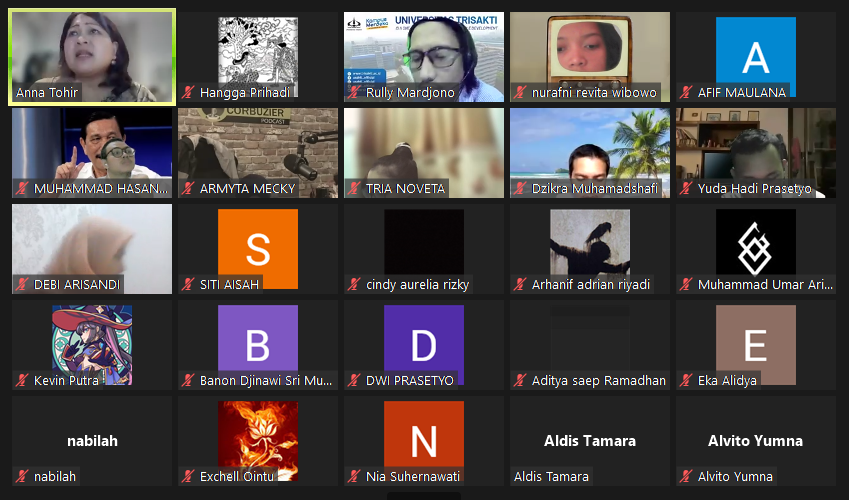 Anna Tohir
Hangga Prihadi
Kampus
Merdeka
UNIVERSITAS TRISAKTI
Rully Mardjono
nurafni revita wibowo
A
AFIF MAULANA
MUHAMMAD HASAN...
CORBUZIER
PODCAST
ARMYTA MECKY
TRIA NOVETA
Dzikra Muhamadshafi
Yuda Hadi Prasetyo
DEBI ARISANDI
S
SITI AISAH
cindy aurelia rizky
Arhanif adrian riyadi
Muhammad Umar Ari...
Kevin Putra
B
Banon Djinawi Sri Mu...
D
DWI PRASETYO
Aditya saep Ramadhan
E
Eka Alidya
nabilah
nabilah
Exchell Ointu
N
Nia Suhernawati
Aldis Tamara
Aldis Tamara
Alvito Yumna
Alvito Yumna